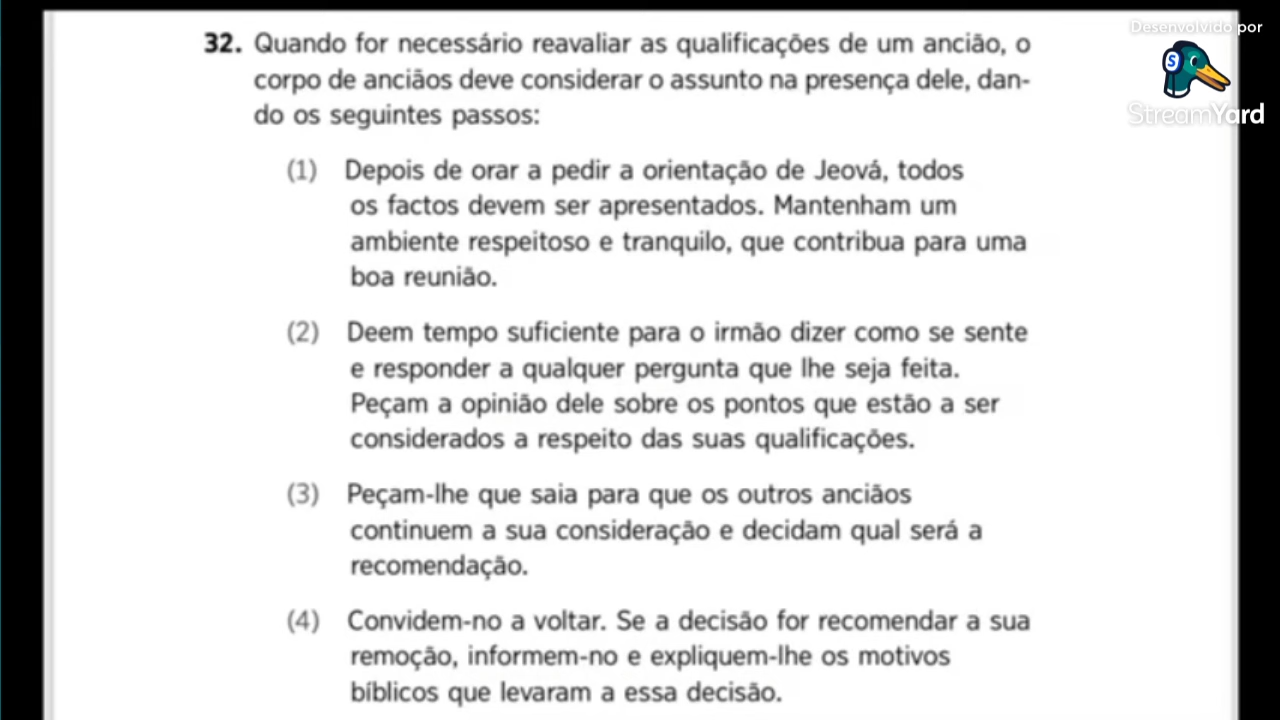 Desenvolvido por
StreamYard
32. Quando for necessário reavaliar as qualificações de um ancião, o
corpo de anciãos deve considerar o assunto na presença dele, dan-
do os seguintes passos:
(1) Depois de orar a pedir a orientação de Jeová, todos
os factos devem ser apresentados. Mantenham um
ambiente respeitoso e tranquilo, que contribua para uma
boa reunião.
(2) Deem tempo suficiente para o irmão dizer como se sente
e responder a qualquer pergunta que lhe seja feita.
Peçam a opinião dele sobre os pontos que estão a ser
considerados a respeito das suas qualificações.
(3) Peçam-lhe que saia para que os outros anciãos
continuem a sua consideração e decidam qual será a
recomendação.
(4) Convidem-no a voltar. Se a decisão for recomendar a sua
remoção, informem-no e expliquem-lhe os motivos
bíblicos que levaram a essa decisão.